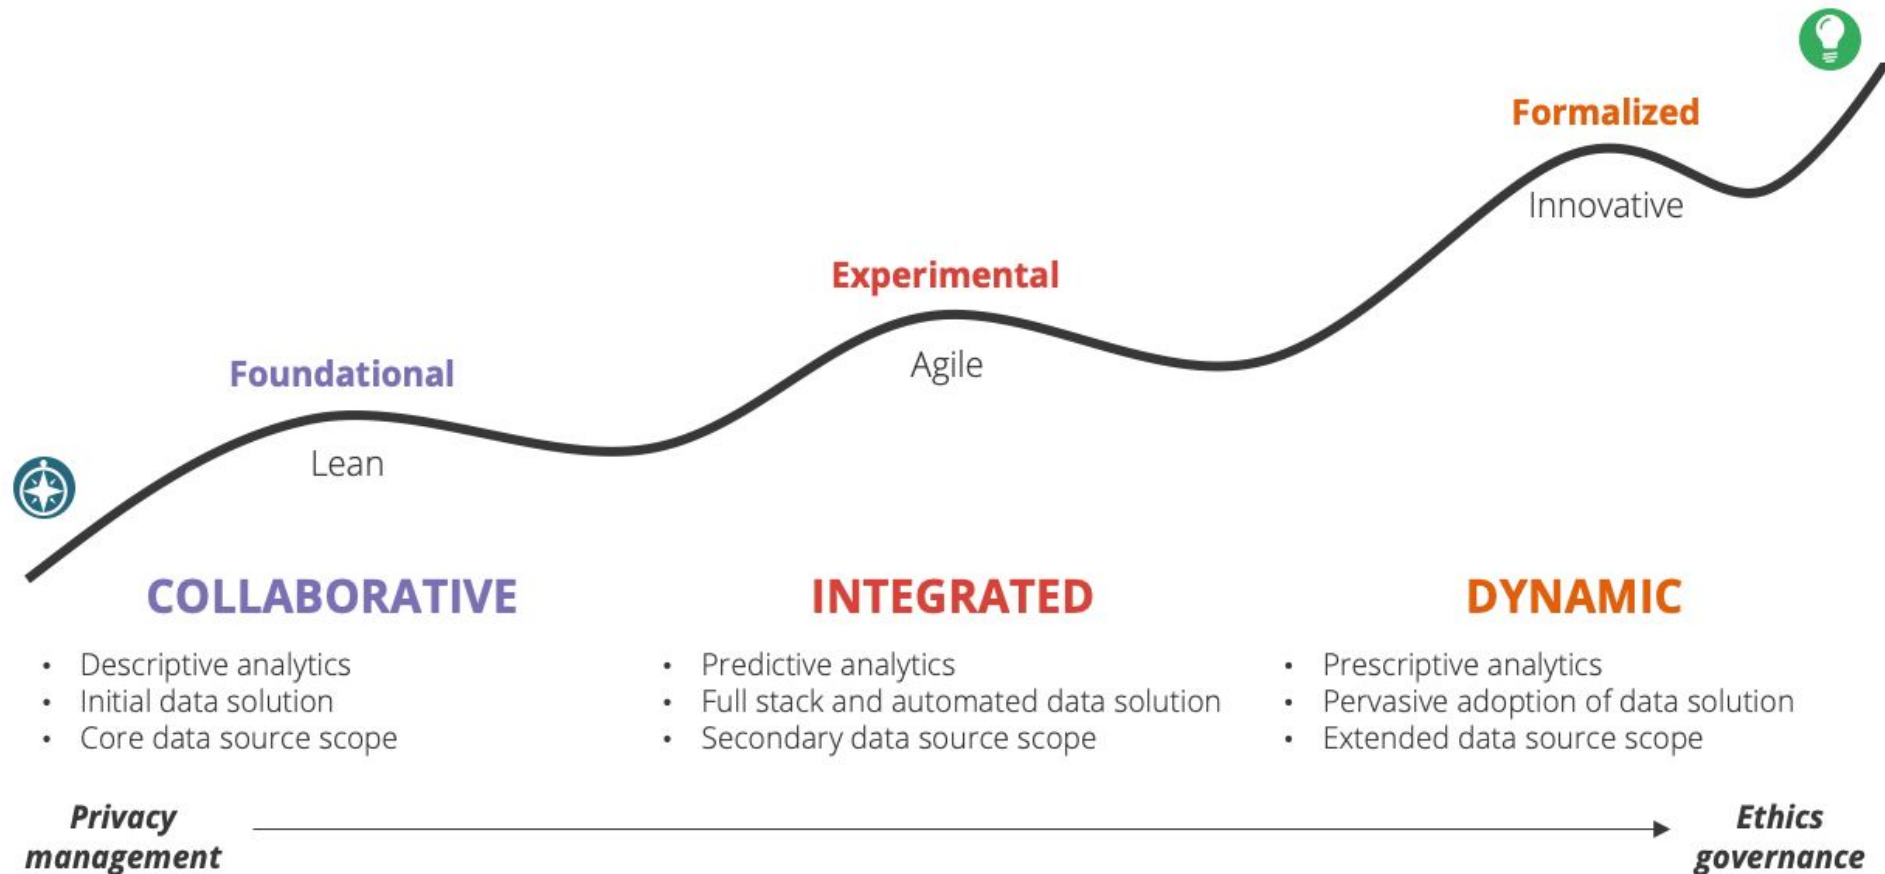 Formalized
Innovative
Experimental
Agile
Foundational
Lean
COLLABORATIVE
• Descriptive analytics
• Initial data solution
• Core data source scope
INTEGRATED
• Predictive analytics
• Full stack and automated data solution
• Secondary data source scope
DYNAMIC
• Prescriptive analytics
• Pervasive adoption of data solution
• Extended data source scope
Privacy
management
Ethics
governance